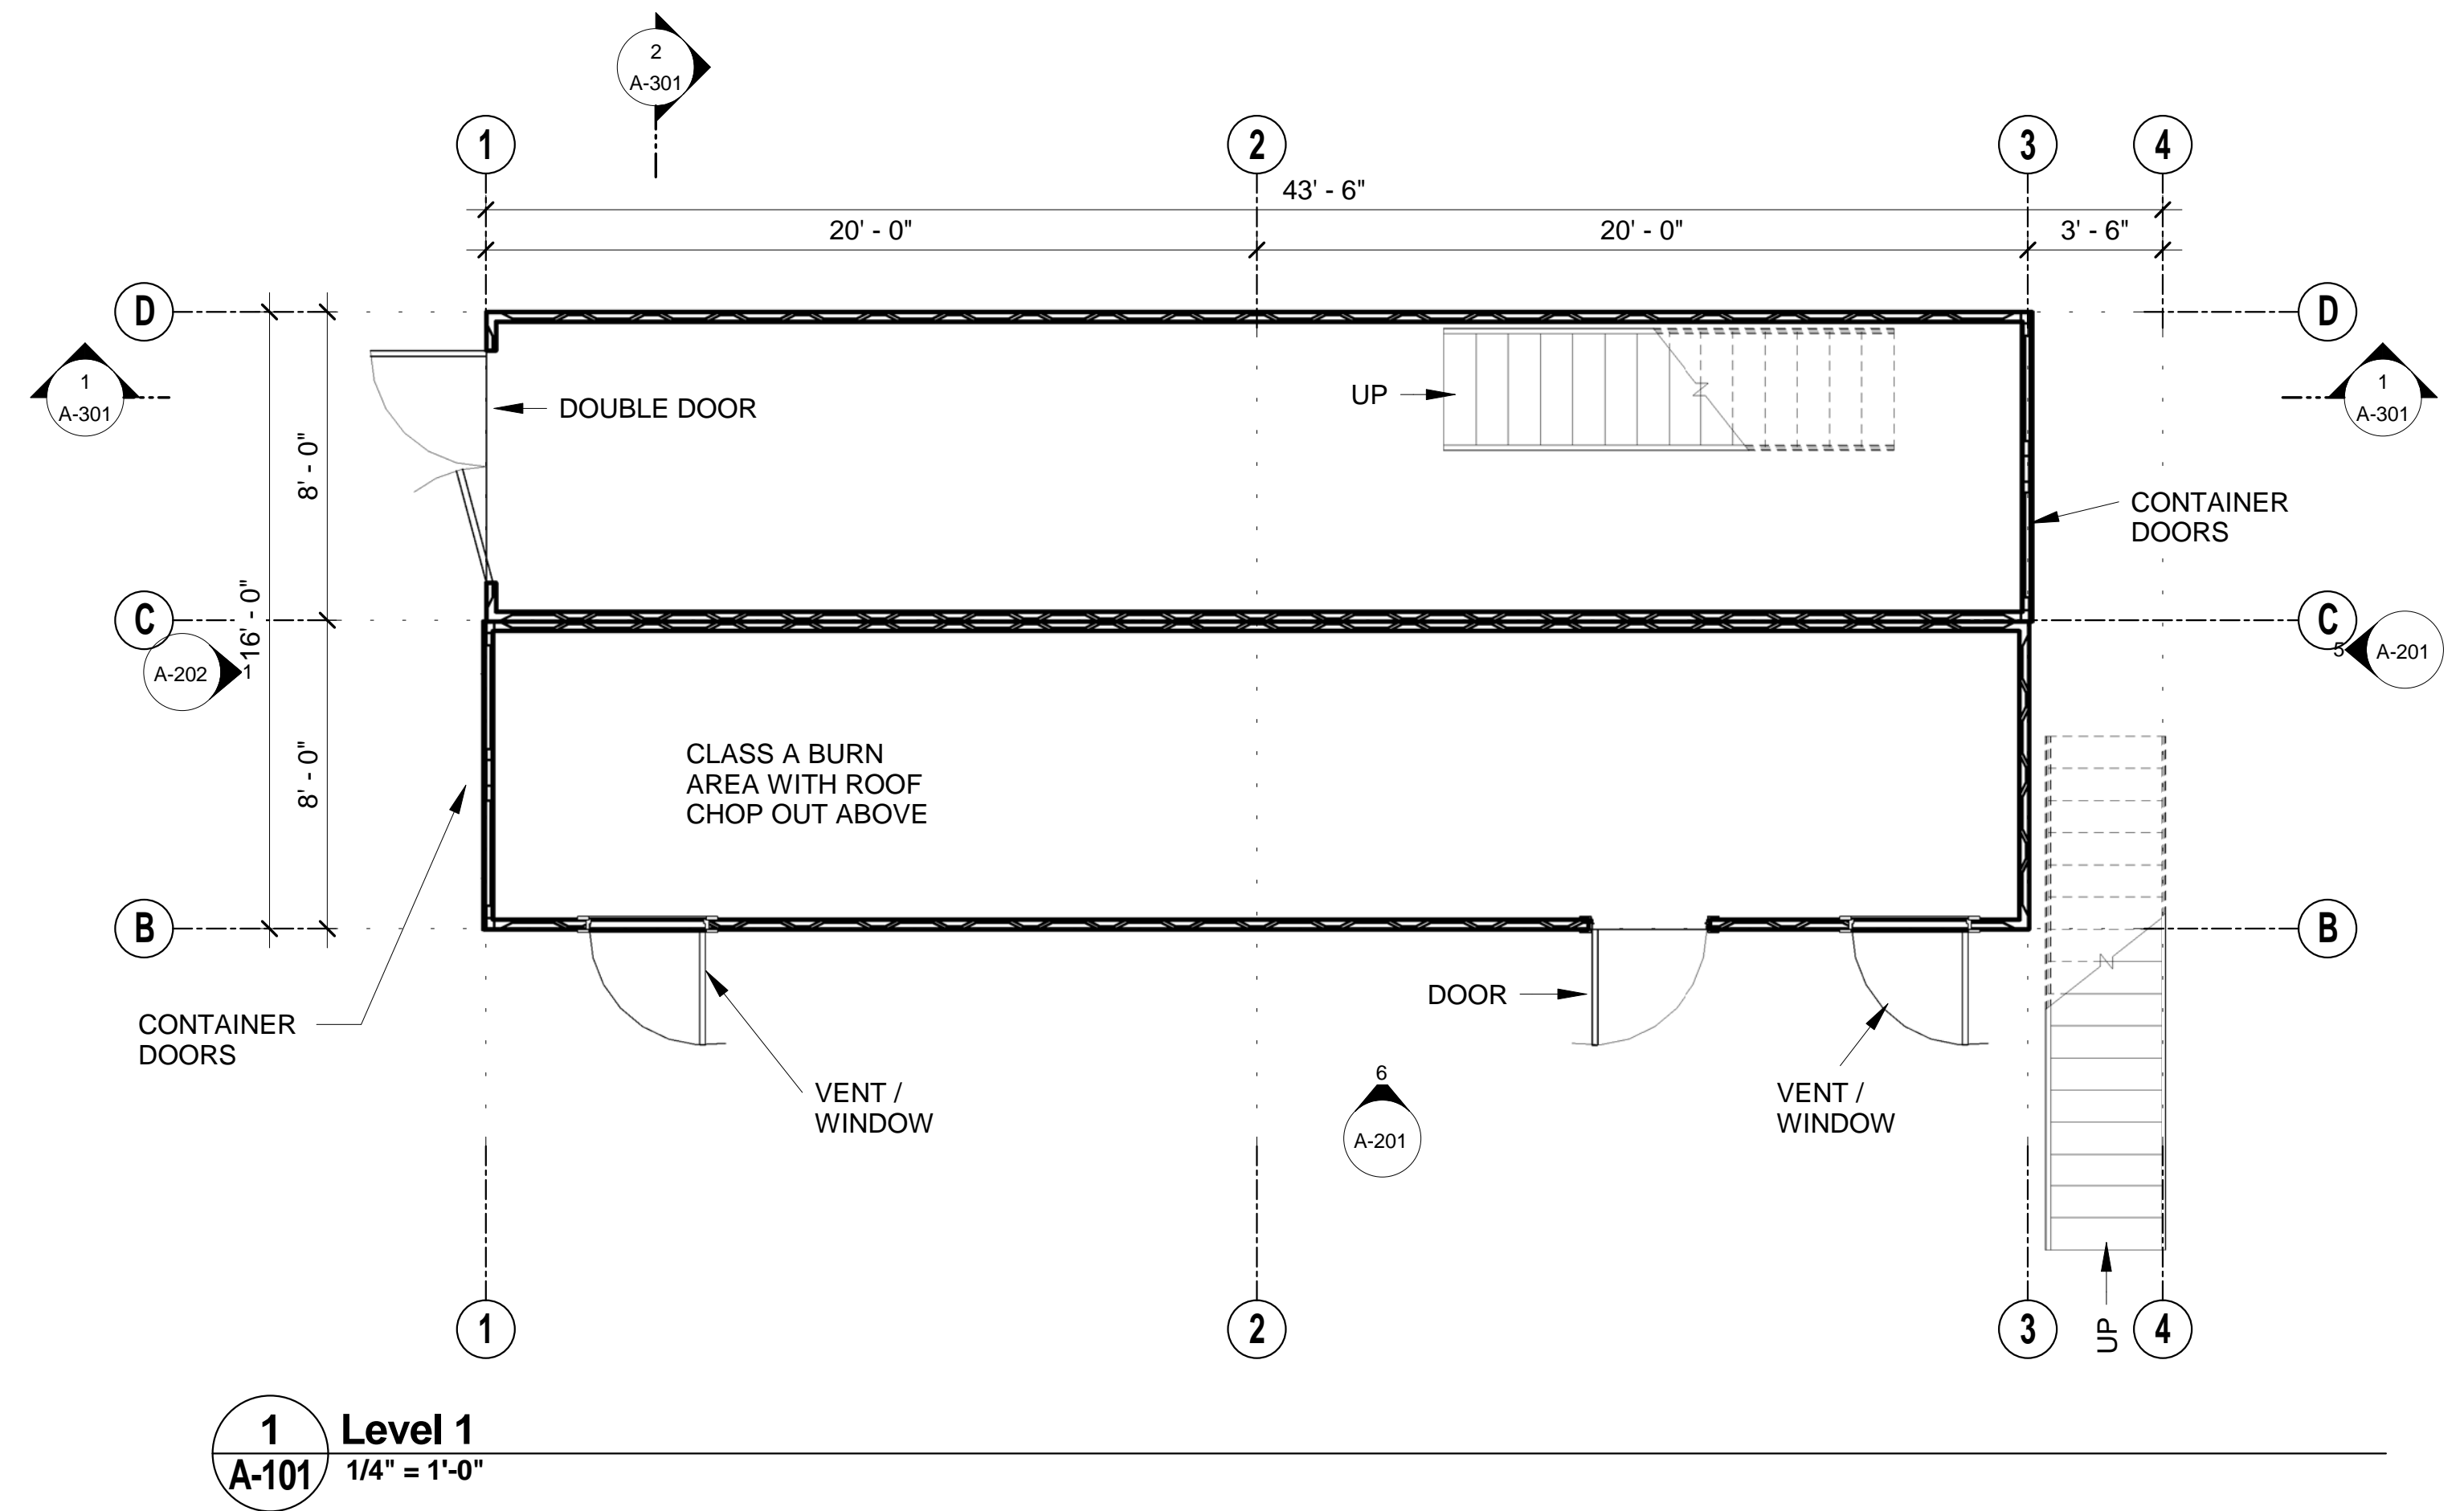 2
A-301
1
2
3
4
43' - 6"
20' - 0"
20' - 0"
3' - 6"
D
D
1
A-301
1
A-301
DOUBLE DOOR
UP
8' - 0"
CONTAINER
DOORS
16' - 0"
C
C
A-202
1
5
A-201
8' - 0"
CLASS A BURN
AREA WITH ROOF
CHOP OUT ABOVE
B
B
CONTAINER
DOORS
DOOR
VENT /
WINDOW
6
A-201
VENT /
WINDOW
1
2
3
UP
4
1
A-101
Level 1
1/4" = 1'-0"